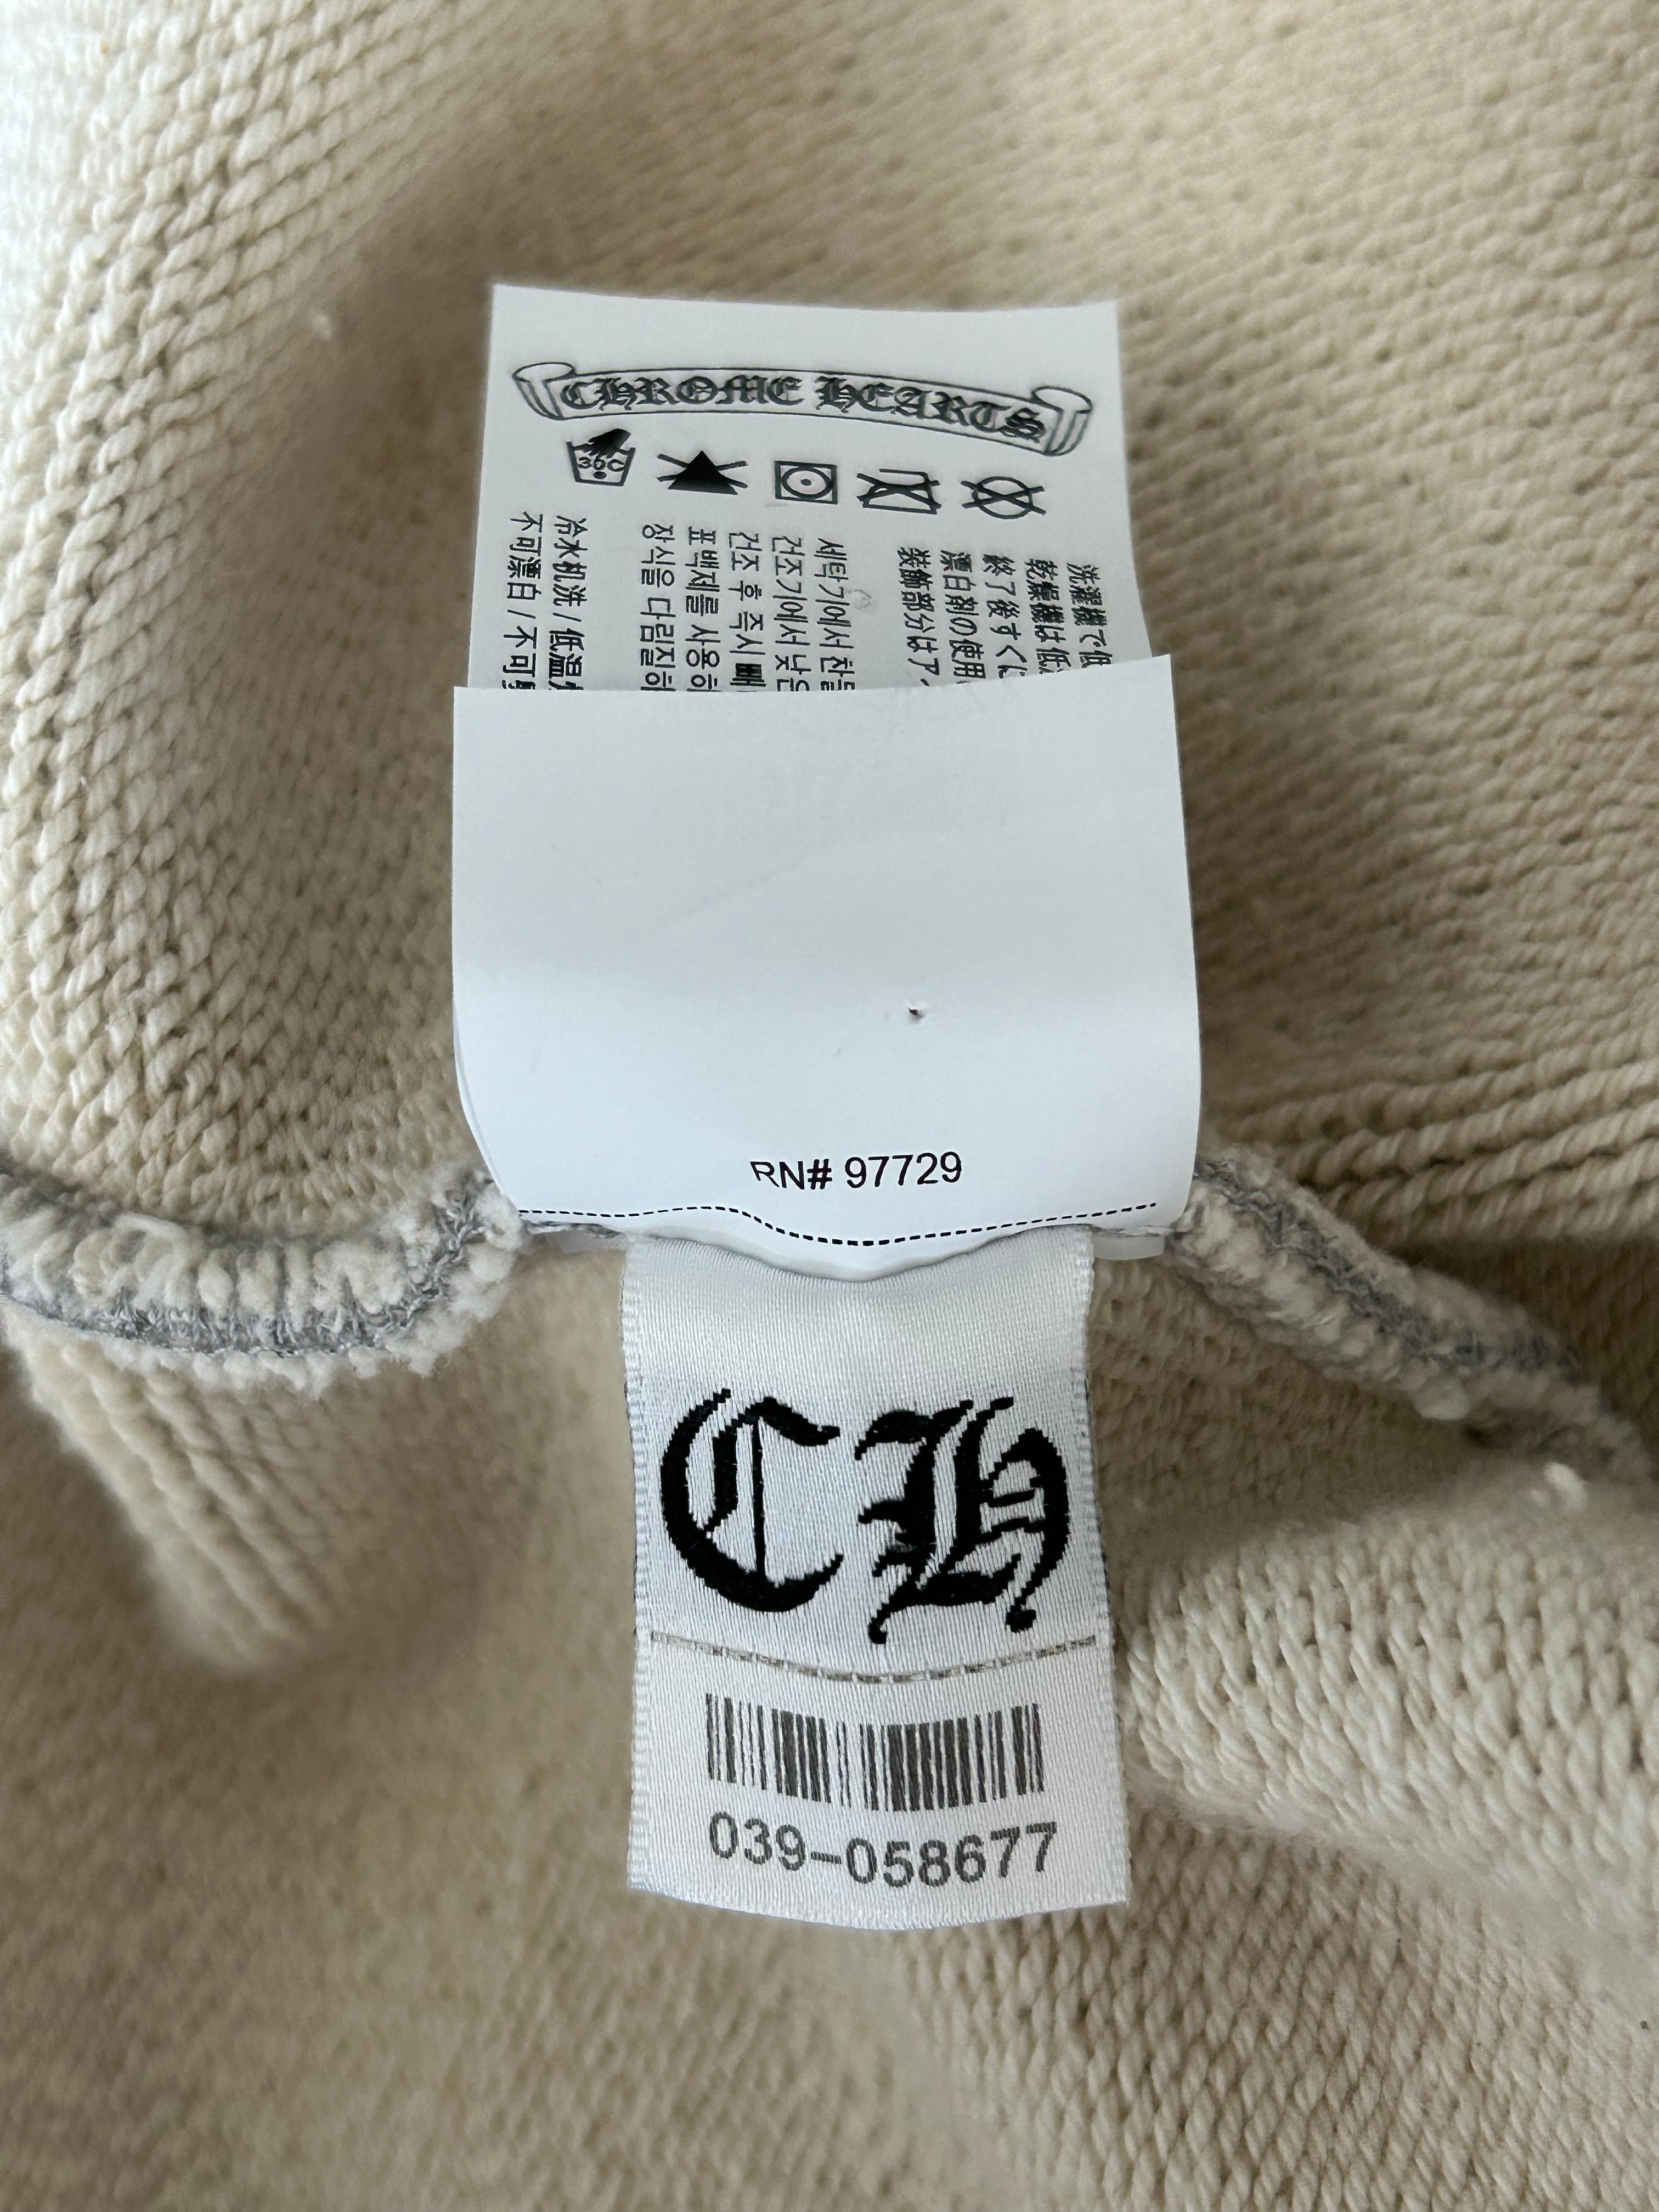 CHROME HEARTS
30C
洗濯機で低
乾燥機は低
終了後すぐに
漂白剤の使用
装飾部分はア
세탁기에서 찬물
건조기에서 낮은
건조 후 즉시 빼
표백제를 사용하
장식을 다림질하
冷水机洗 / 低温
不可漂白 / 不可
RN# 97729
CH
039-058677